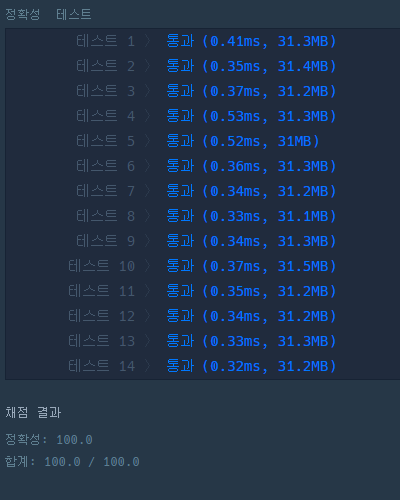 정확성 테스트
테스트 1 〉 통과 (0.41ms, 31.3MB)
테스트 2 〉 통과 (0.35ms, 31.4MB)
테스트 3 〉 통과 (0.37ms, 31.2MB)
테스트 4 〉 통과 (0.53ms, 31.3MB)
테스트 5 〉 통과 (0.52ms, 31MB)
테스트 6 〉 통과 (0.36ms, 31.3MB)
테스트 7 〉 통과 (0.34ms, 31.2MB)
테스트 8 〉 통과 (0.33ms, 31.1MB)
테스트 9 〉 통과 (0.34ms, 31.3MB)
테스트 10 〉 통과 (0.37ms, 31.5MB)
테스트 11 〉 통과 (0.35ms, 31.2MB)
테스트 12 〉 통과 (0.34ms, 31.2MB)
테스트 13 〉 통과 (0.33ms, 31.3MB)
테스트 14 〉 통과 (0.32ms, 31.2MB)
채점 결과
정확성: 100.0
합계: 100.0 / 100.0